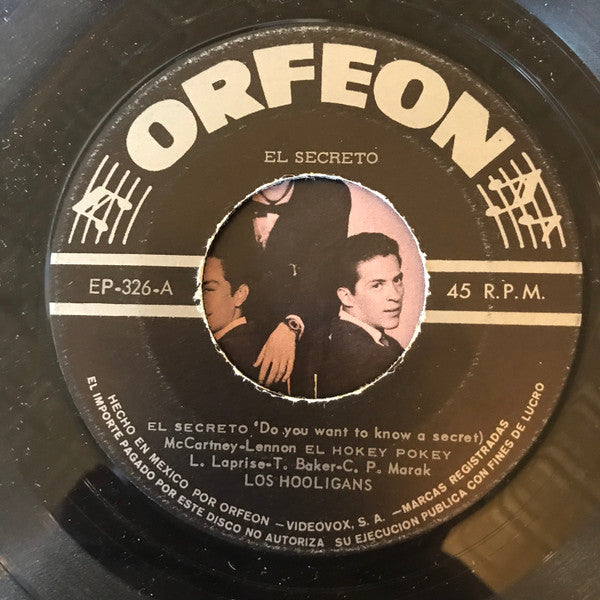 ORFEON
EL SECRETO
EP-326-A
45 R.P.M.
EL SECRETO 'Do you want to know a secret)
McCartney-Lennon EL HOKEY POKEY
L. Laprise-T. Baker-C. P. Marak
LOS HOOLIGANS
HECHO EN MEXICO POR ORFEON -VIDEOVOX, S. A. -MARCAS REGISTRADAS
EL IMPORTE PAGADO POR ESTE DISCO NO AUTORIZA SU EJECUCION PUBLICA CON FINES DE LUCRO